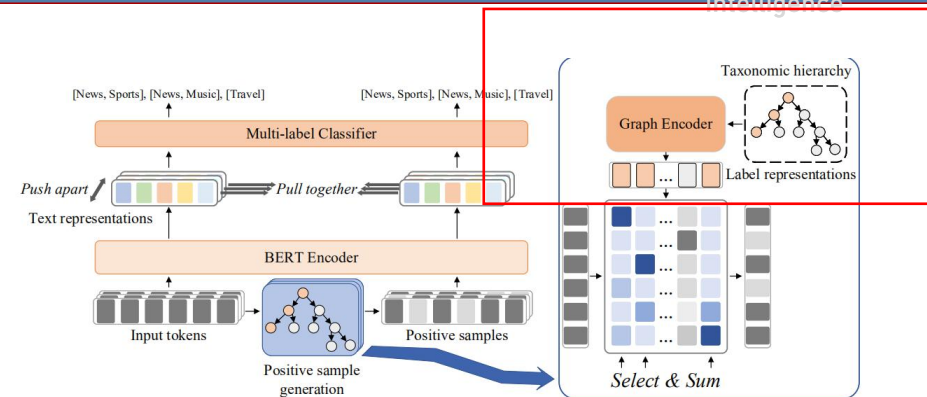 Intelligence
Taxonomic hierarchy
[News, Sports], [News, Music], [Travel]
[News, Sports], [News, Music], [Travel]
Graph Encoder
Multi-label Classifier
Label representations
Push apart
Pull together
Text representations
...
BERT Encoder
Input tokens
Positive samples
Positive sample
generation
Select & Sum